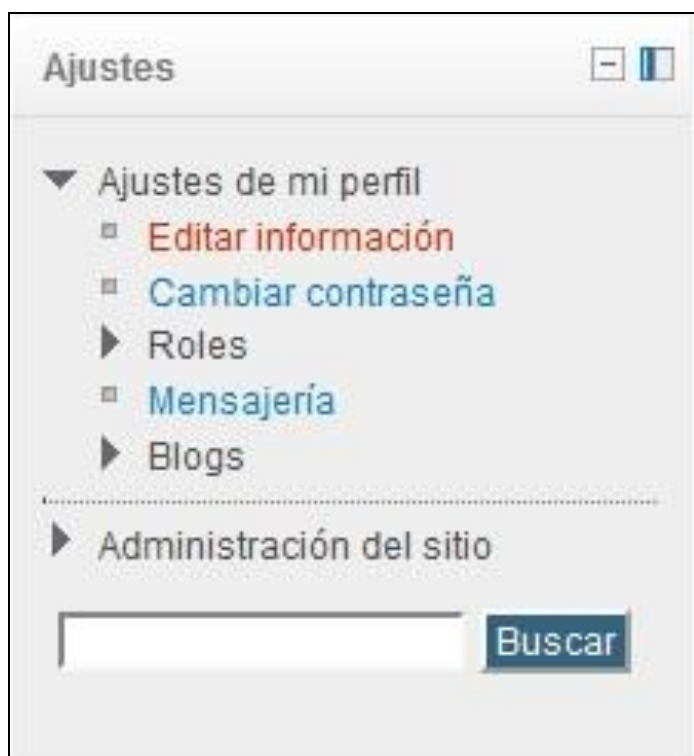 Ajustes
Ajustes de mi perfil
Editar información
Cambiar contraseña
Roles
Mensajería
Blogs
Administración del sitio
Buscar